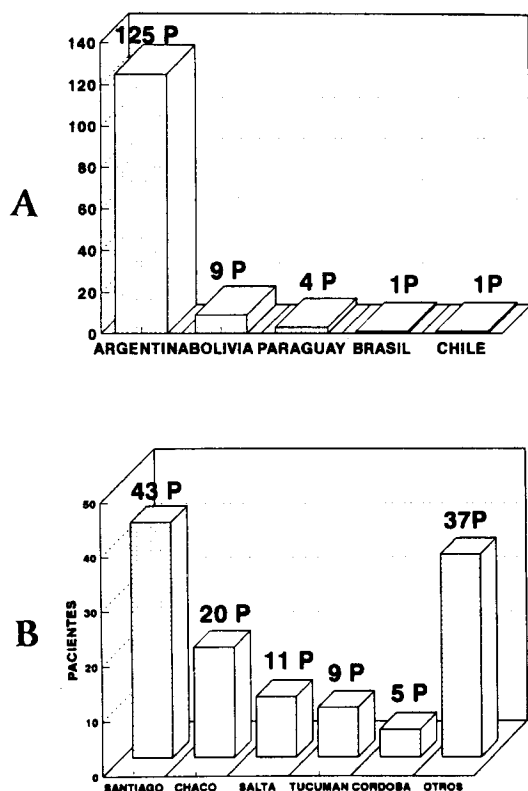 A
125 P
9 P
4 P
1P
1P
140
120
100
80
60
40
20
0
ARGENTINA BOLIVIA PARAGUAY BRASIL CHILE
B
PACIENTES
43 P
20 P
11 P
9 P
5 P
37P
50
40
30
20
10
0
SANTIAGO CHACO SALTA TUCUMAN CORDOBA OTROS